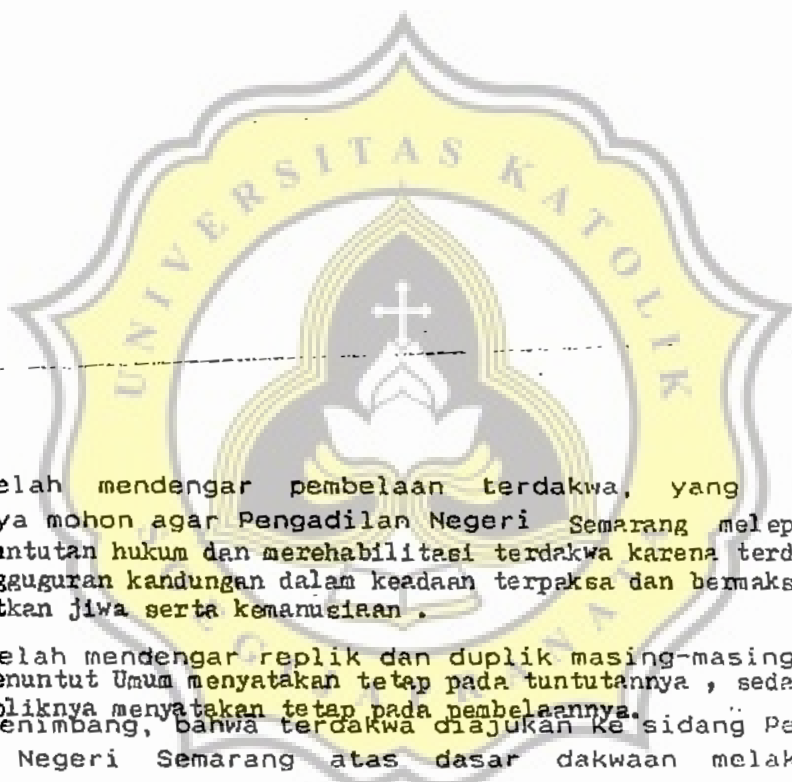 UNIVERSITAS KATOLIK
elah mendengar pembelaan terdakwa, yang
ya mohon agar Pengadilan Negeri Semarang melep
untutan hukum dan merehabilitasi terdakwa karena terd
gguguran kandungan dalam keadaan terpaksa dan bermaks
tkan jiwa serta kemanusiaan .
elah mendengar replik dan duplik masing-masing
enuntut Umum menyatakan tetap pada tuntutannya , seda
pliknya menyatakan tetap pada pembelaannya.
enimbang, bahwa terdakwa diajukan ke sidang Pe
Negeri Semarang atas dasar dakwaan melak